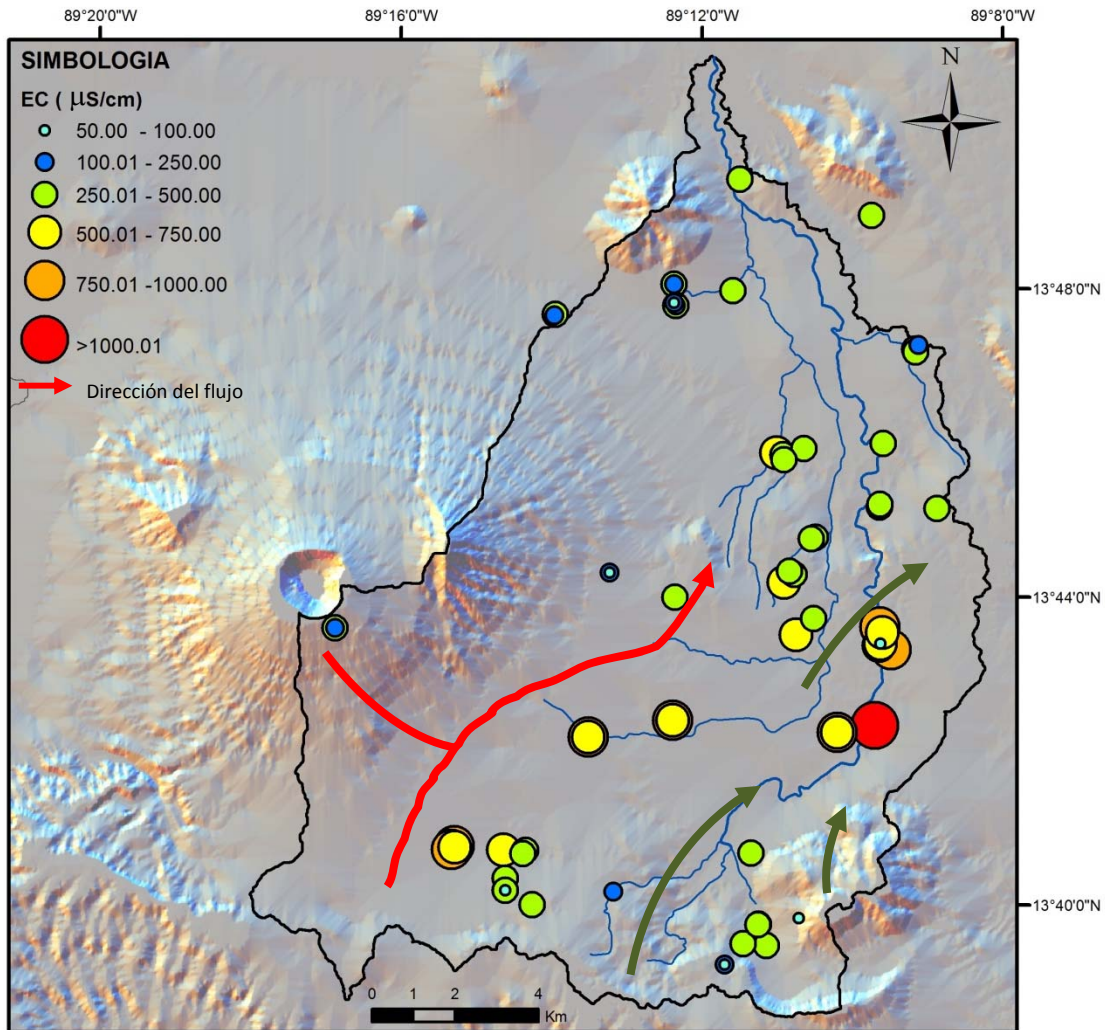 89°20'0"W 89°16'0"W 89°12'0"W 89°8'0"W
SIMBOLOGIA
N
EC ( µS/cm)
50.00 - 100.00
100.01 - 250.00
250.01 - 500.00
500.01 - 750.00
750.01 -1000.00
>1000.01
Dirección del flujo
13°48'0"N
13°44'0"N
13°40'0"N
0 1 2 4
Km